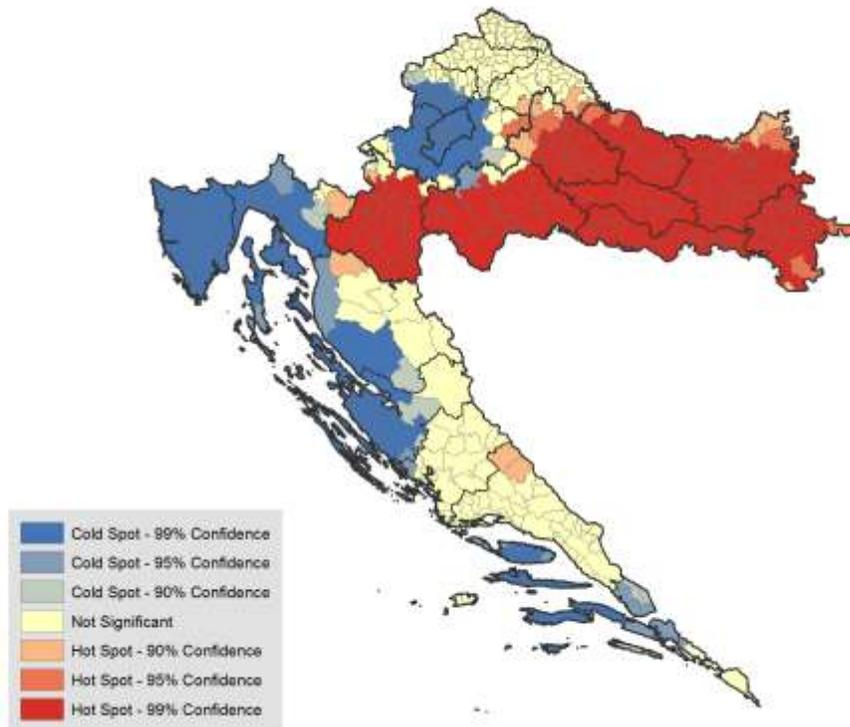 Cold Spot - 99% Confidence
Cold Spot - 95% Confidence
Cold Spot - 90% Confidence
Not Significant
Hot Spot - 90% Confidence
Hot Spot - 95% Confidence
Hot Spot - 99% Confidence